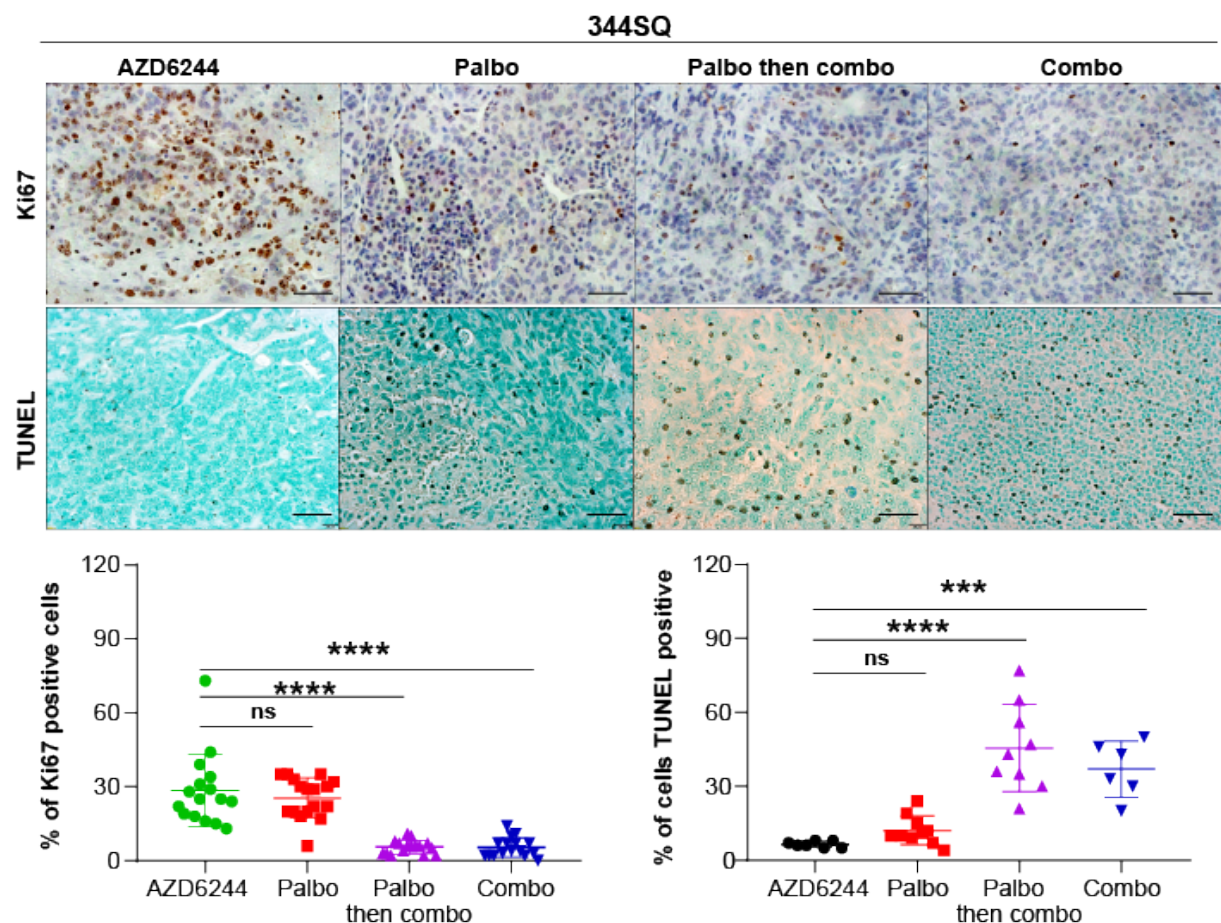 344SQ
AZD6244 Palbo Palbo then combo Combo
Ki67
TUNEL
% of Ki67 positive cells
120
90
60
30
0
****
****
ns
AZD6244 Palbo Palbo then combo Combo
% of cells TUNEL positive
120
90
60
30
0
***
****
ns
AZD6244 Palbo Palbo then combo Combo